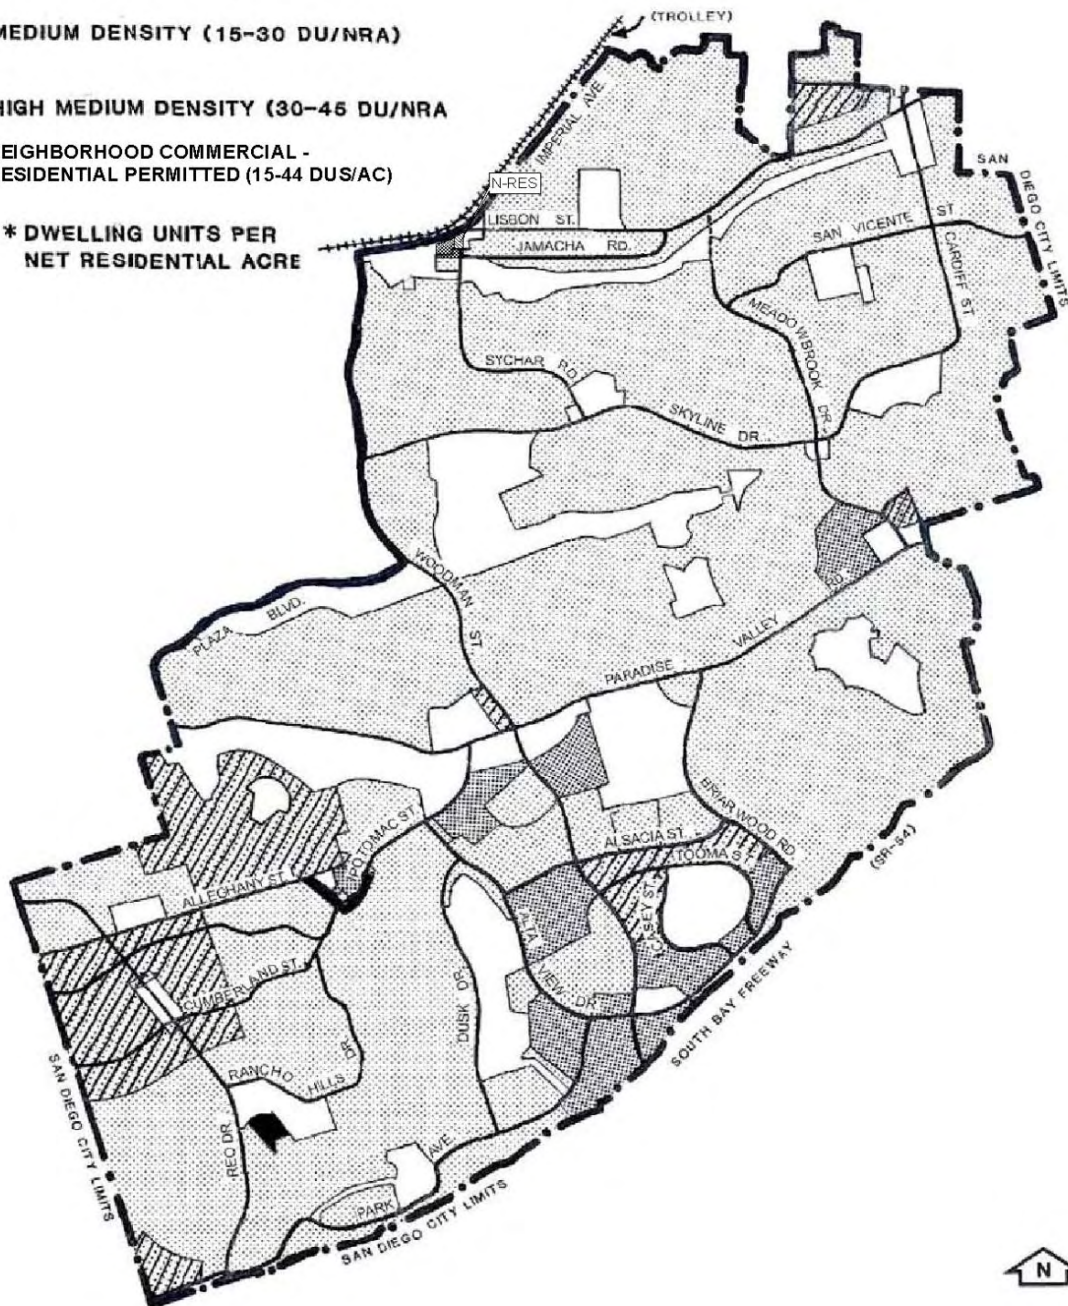 MEDIUM DENSITY (15-30 DU/NRA)
HIGH MEDIUM DENSITY (30-45 DU/NRA
EIGHBORHOOD COMMERCIAL -
ESIDENTIAL PERMITTED (15-44 DUS/AC)
* DWELLING UNITS PER
NET RESIDENTIAL ACRE
(TROLLEY)
IMPERIAL AVE.
N-RES
LISBON ST.
JAMACHA RD.
SAN DIEGO CITY LIMITS
SAN VICENTE ST
CARDIFF ST
MEADOWBROOK DR.
SYCHAR RD.
SKYLINE DR.
WOODMAN ST.
PLAZA BLVD.
PARADISE VALLEY RD.
BRIARWOOD RD
(SR-54)
POTOMAC ST.
ALSACIA ST.
TOOMA ST.
ALLEGHANY ST.
CASEY ST.
ALTA VIEW DR.
CUMBERLAND ST.
DUSK DR.
SOUTH BAY FREEWAY
RANCHO HILLS DR
SAN DIEGO CITY LIMITS
REO DR.
PARK AVE.
SAN DIEGO CITY LIMITS
N